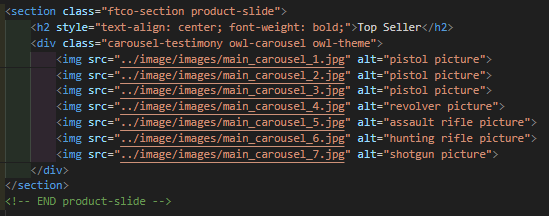 <section class="ftco-section product-slide">
<h2 style="text-align: center; font-weight: bold;">Top Seller</h2>
<div class="carousel-testimony owl-carousel owl-theme">
<img src="../image/images/main_carousel_1.jpg" alt="pistol picture">
<img src="../image/images/main_carousel_2.jpg" alt="pistol picture">
<img src="../image/images/main_carousel_3.jpg" alt="pistol picture">
<img src="../image/images/main_carousel_4.jpg" alt="revolver picture">
<img src="../image/images/main_carousel_5.jpg" alt="assault rifle picture">
<img src="../image/images/main_carousel_6.jpg" alt="hunting rifle picture">
<img src="../image/images/main_carousel_7.jpg" alt="shotgun picture">
</div>
</section>
<!-- END product-slide -->